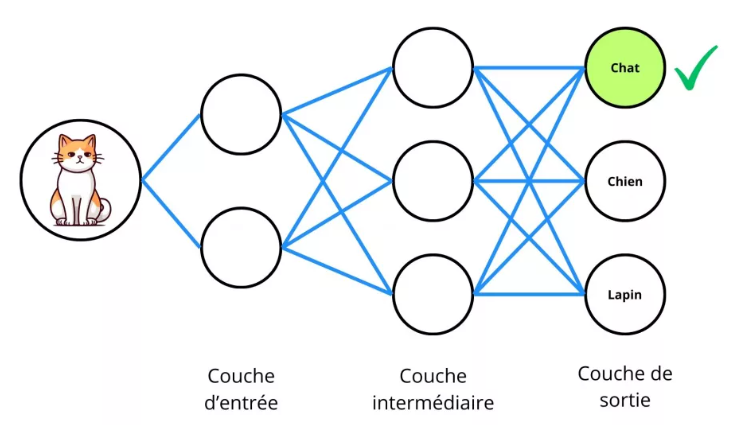 Chat
Chien
Lapin
Couche
d’entrée
Couche
intermédiaire
Couche de
sortie